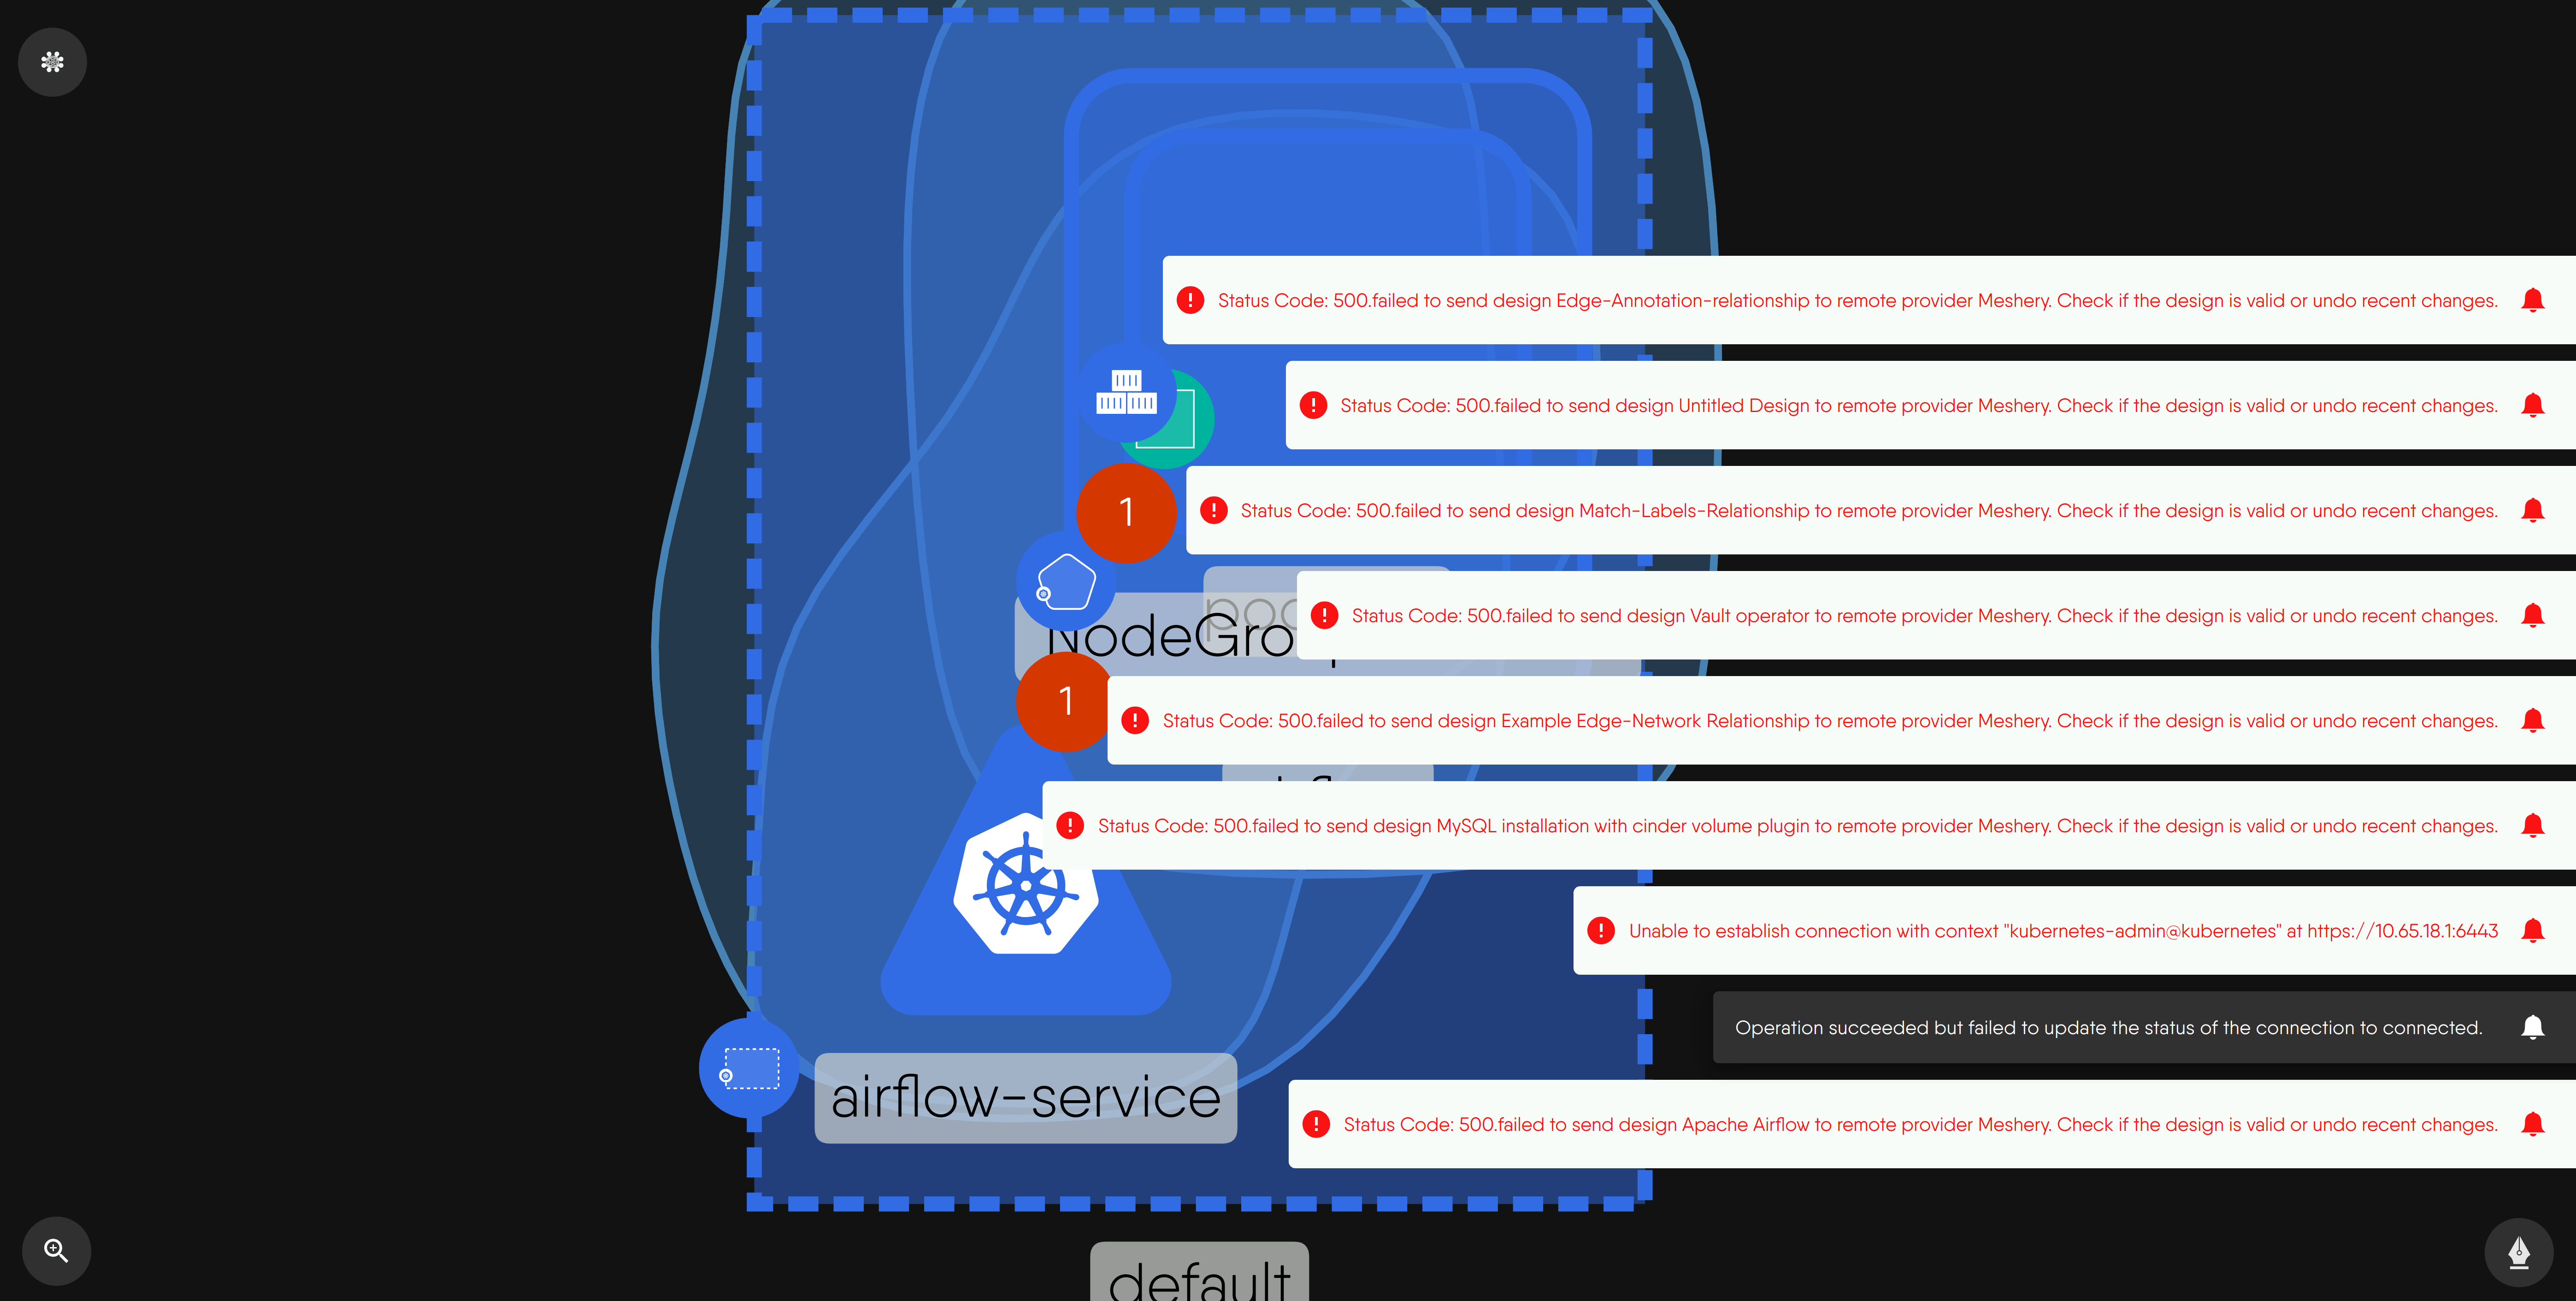 Status Code: 500.failed to send design Edge-Annotation-relationship to remote provider Meshery. Check if the design is valid or undo recent changes.
Status Code: 500.failed to send design Untitled Design to remote provider Meshery. Check if the design is valid or undo recent changes.
1
Status Code: 500.failed to send design Match-Labels-Relationship to remote provider Meshery. Check if the design is valid or undo recent changes.
Status Code: 500.failed to send design Vault operator to remote provider Meshery. Check if the design is valid or undo recent changes.
1
Status Code: 500.failed to send design Example Edge-Network Relationship to remote provider Meshery. Check if the design is valid or undo recent changes.
Status Code: 500.failed to send design MySQL installation with cinder volume plugin to remote provider Meshery. Check if the design is valid or undo recent changes.
Unable to establish connection with context "kubernetes-admin@kubernetes" at https://10.65.18.1:6443
Operation succeeded but failed to update the status of the connection to connected.
airflow-service
Status Code: 500.failed to send design Apache Airflow to remote provider Meshery. Check if the design is valid or undo recent changes.
default